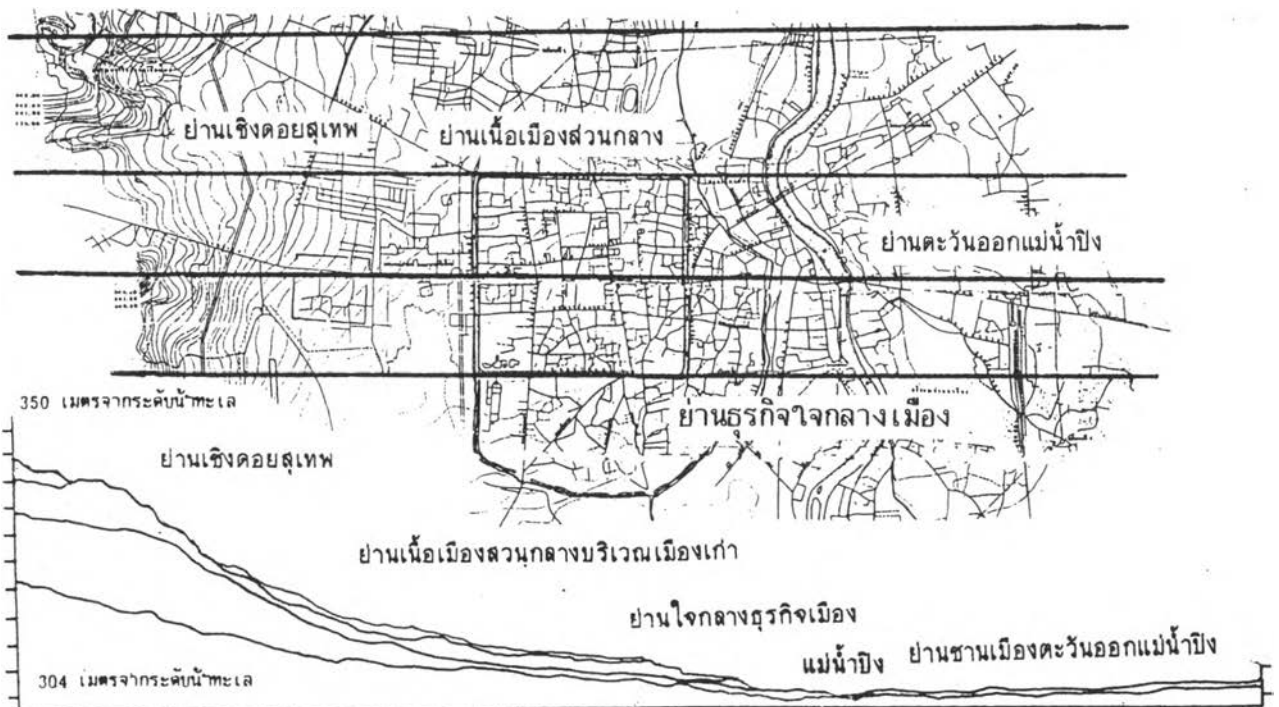 ย่านเชิงดอยสุเทพ
ย่านเนื้อเมืองส่วนกลาง
ย่านตะวันออกแม่น้ำปิง
350 เมตรจากระดับน้ำทะเล
ย่านธุรกิจใจกลางเมือง
ย่านเชิงดอยสุเทพ
ย่านเนื้อเมืองสวนกลางบริเวณเมืองเก่า
ย่านใจกลางธุรกิจเมือง
แม่น้ำปิง
ย่านชานเมืองตะวันออกแม่น้ำปิง
304 เมตรจากระดับน้ำทะเล